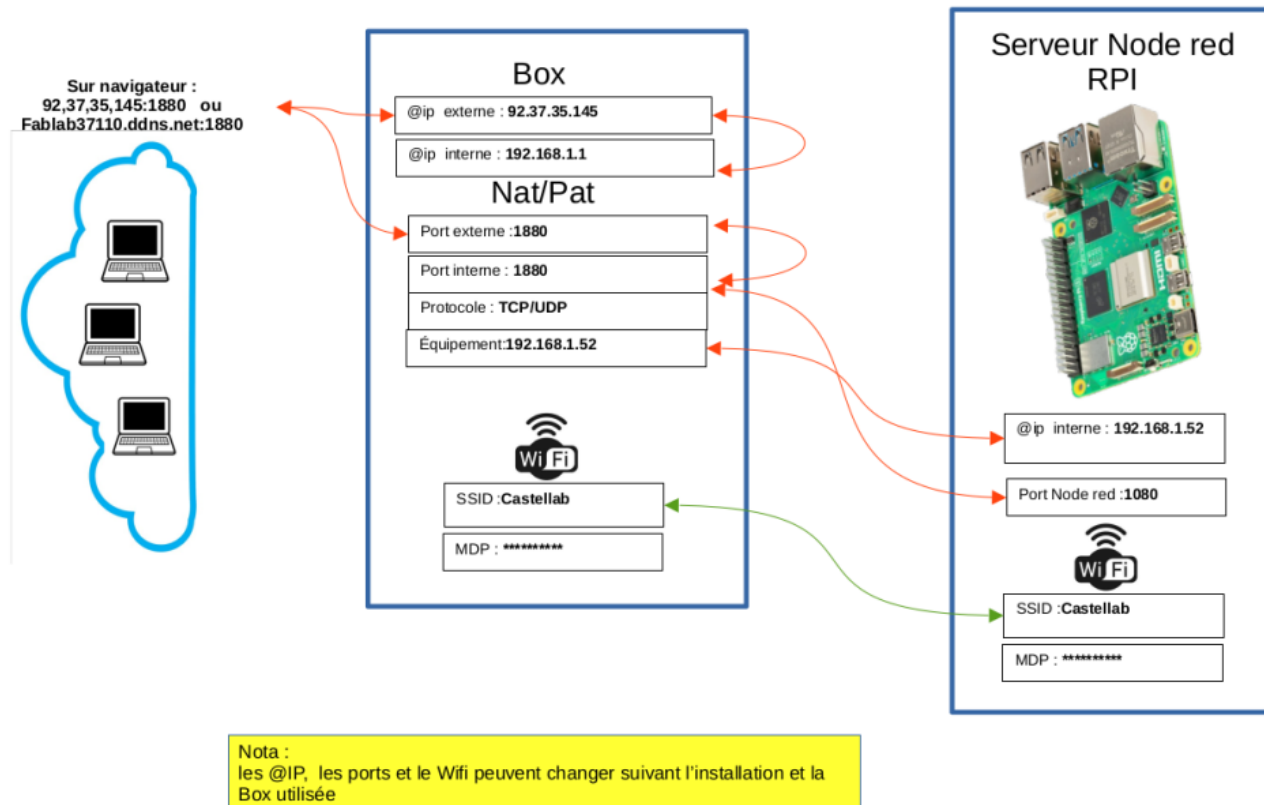 Sur navigateur :
92,37,35,145:1880 ou
Fablab37110.ddns.net:1880
Box
@ip externe : 92.37.35.145
@ip interne : 192.168.1.1
Nat/Pat
Port externe :1880
Port interne : 1880
Protocole : TCP/UDP
Équipement:192.168.1.52
WiFi
SSID :Castellab
MDP : **********
Serveur Node red
RPI
@ip interne : 192.168.1.52
Port Node red :1080
WiFi
SSID :Castellab
MDP : **********
Nota :
les @IP, les ports et le Wifi peuvent changer suivant l'installation et la
Box utilisée